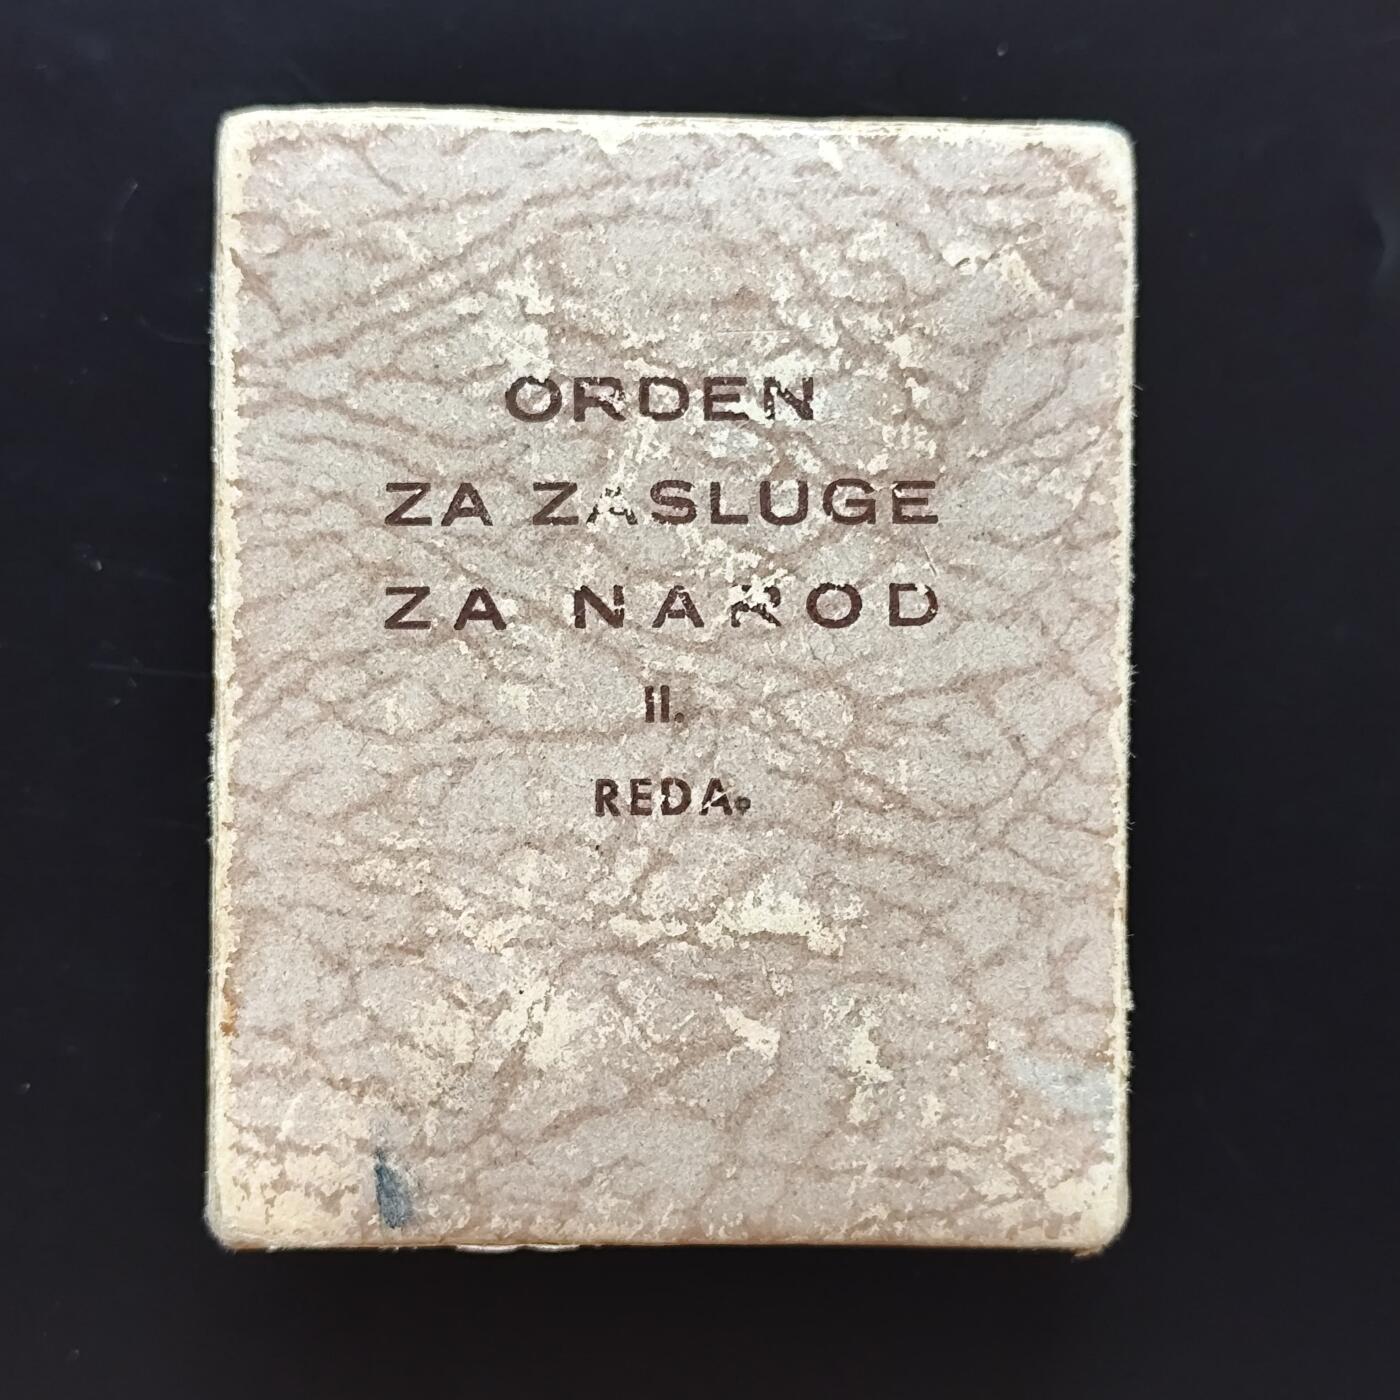 ORDEN
ZA ZASLUGE
ZA NAROD
II.
REDA.